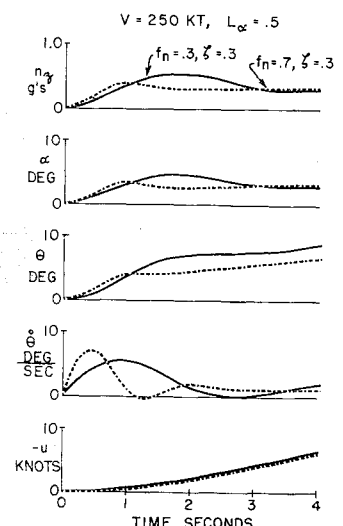 V = 250 KT, Lα = .5
fn = .3, ζ = .3
fn = .7, ζ = .3
1.0
nz
g's
0
10
α
DEG
0
10
θ
DEG
0
10
θ̇
DEG
SEC
0
10
-u
KNOTS
0
0 1 2 3 4
TIME SECONDS